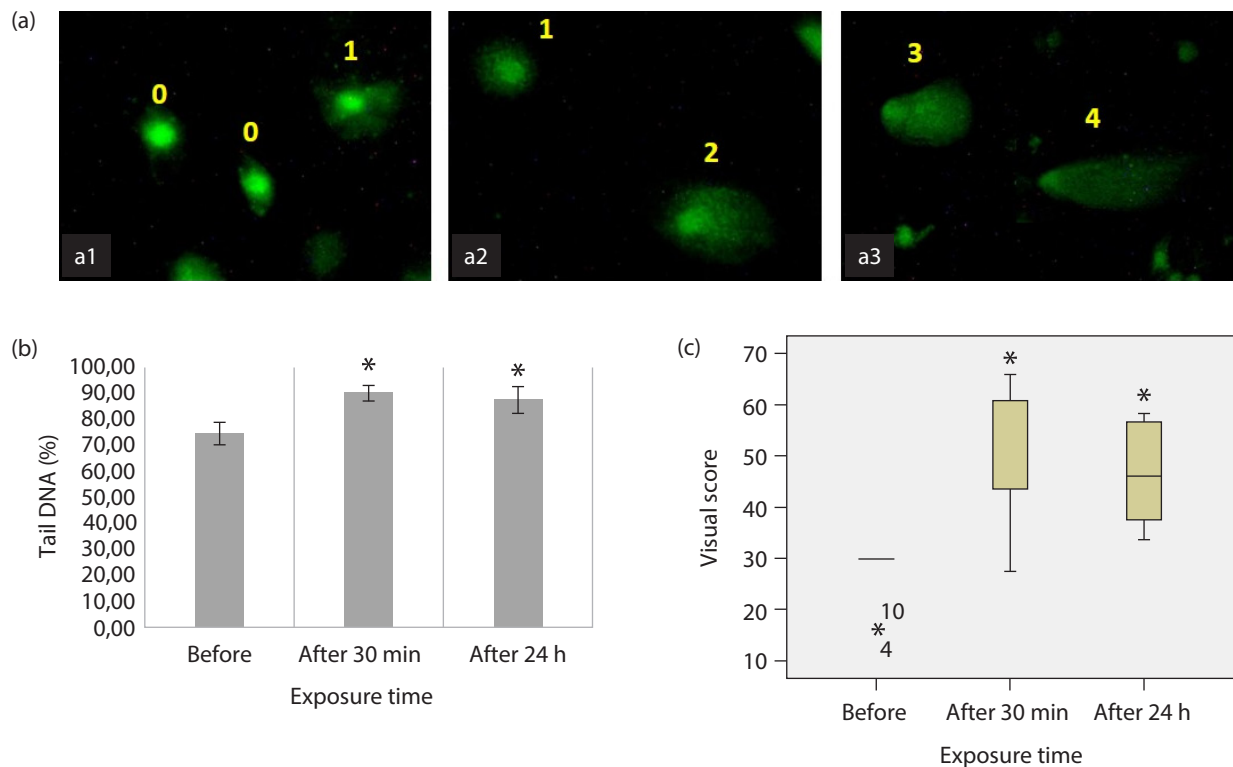 (a)
0
0
1
a1
1
2
a2
3
4
a3
(b)
Tail DNA (%)
100,00
90,00
80,00
70,00
60,00
50,00
40,00
30,00
20,00
10,00
0,00
*
*
Before
After 30 min
After 24 h
Exposure time
(c)
Visual score
70
60
50
40
30
20
10
*
*
10
*
4
Before
After 30 min
After 24 h
Exposure time